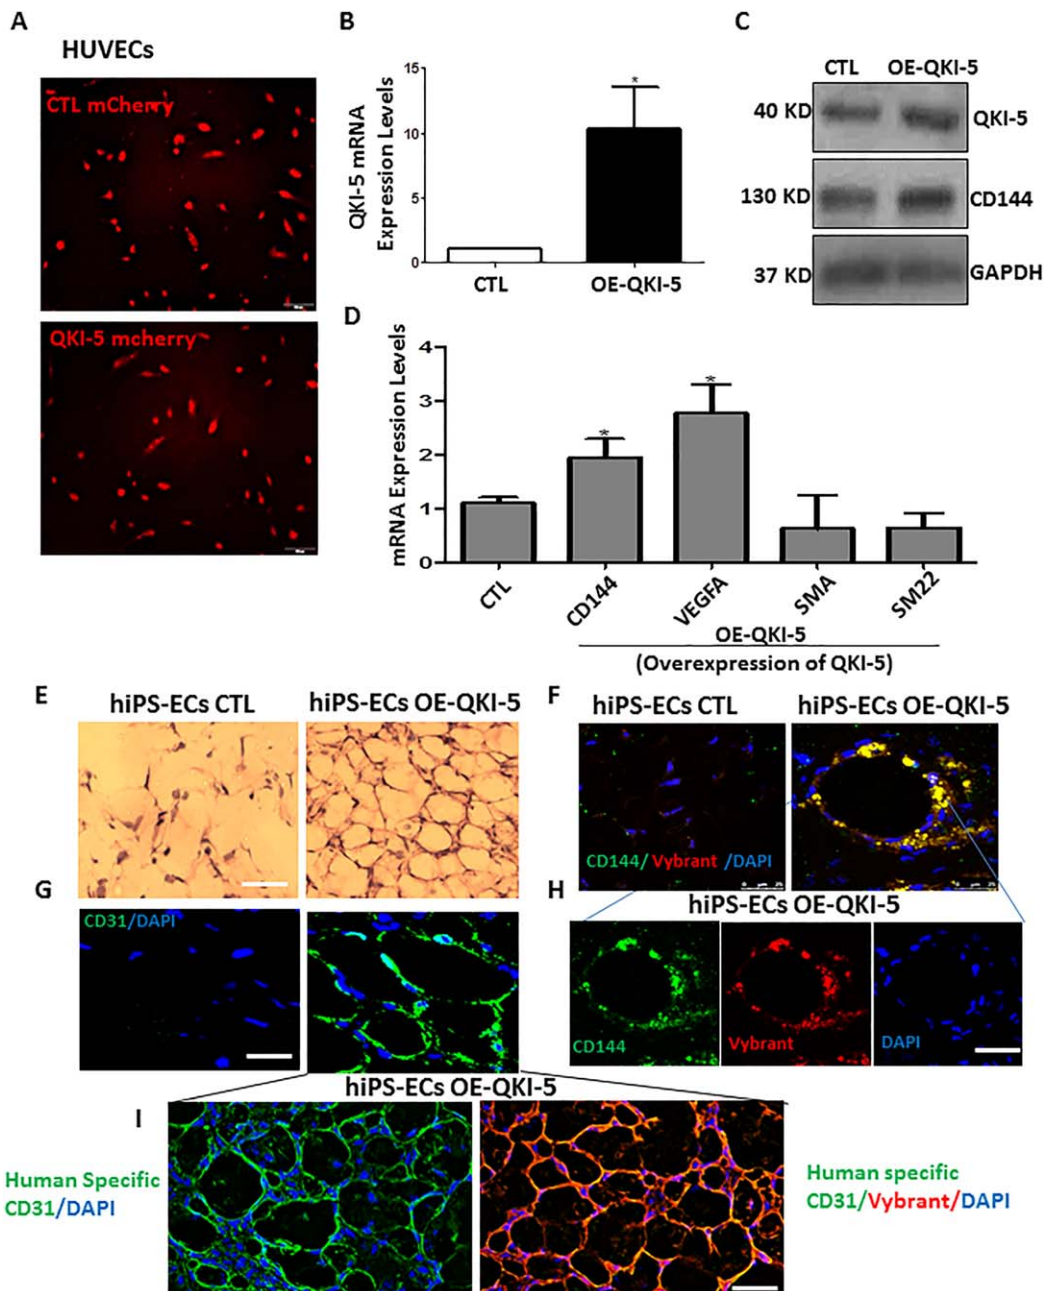 A
HUVECs
CTL mCherry
QKI-5 mcherry
B
QKI-5 mRNA
Expression Levels
15
10
5
0
*
CTL
OE-QKI-5
C
CTL OE-QKI-5
40 KD
QKI-5
130 KD
CD144
37 KD
GAPDH
D
mRNA Expression Levels
4
3
2
1
0
*
*
CTL
CD144
VEGFA
SMA
SM22
OE-QKI-5
(Overexpression of QKI-5)
E
hiPS-ECs CTL
hiPS-ECs OE-QKI-5
F
hiPS-ECs CTL
hiPS-ECs OE-QKI-5
CD144/ Vybrant /DAPI
G
CD31/DAPI
H
hiPS-ECs OE-QKI-5
CD144
Vybrant
DAPI
hiPS-ECs OE-QKI-5
I
Human Specific
CD31/DAPI
Human specific
CD31/Vybrant/DAPI